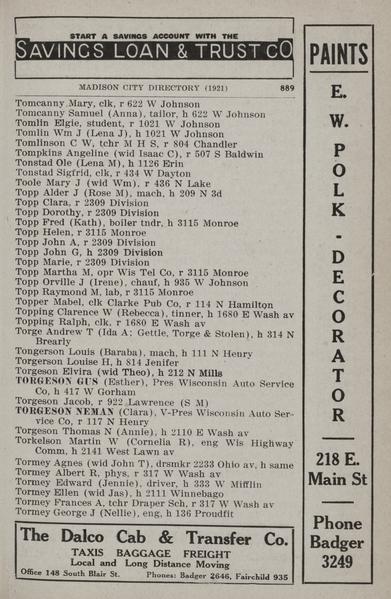 START A SAVINGS ACCOUNT WITH THE
SAVINGS LOAN & TRUST CO
MADISON CITY DIRECTORY (1921) 889
Tomcanny Mary, clk, r 622 W Johnson
Tomcanny Samuel (Anna), tailor, h 622 W Johnson
Tomlin Elgie, student, r 1021 W Johnson
Tomlin Wm J (Lena J), h 1021 W Johnson
Tomlinson C W, tchr M H S, r 804 Chandler
Tompkins Angeline (wid Isaac C), r 507 S Baldwin
Tonstad Ole (Lena M), h 1126 Erin
Tonstad Sigfrid, clk, r 434 W Dayton
Toole Mary J (wid Wm), r 436 N Lake
Topp Alder J (Rose M), mach, h 209 N 3d
Topp Clara, r 2309 Division
Topp Dorothy, r 2309 Division
Topp Fred (Kath), boiler tndr, h 3115 Monroe
Topp Helen, r 3115 Monroe
Topp John A, r 2309 Division
Topp John G, h 2309 Division
Topp Marie, r 2309 Division
Topp Martha M, opr Wis Tel Co, r 3115 Monroe
Topp Orville J (Irene), chauf, h 935 W Johnson
Topp Raymond M, lab, r 3115 Monroe
Topper Mabel, clk Clarke Pub Co, r 114 N Hamilton
Topping Clarence W (Rebecca), tinner, h 1680 E Wash av
Topping Ralph, clk, r 1680 E Wash av
Torge Andrew T (Ida A; Gettle, Torge & Stolen), h 314 N
Brearly
Tongerson Louis (Baraba), mach, h 111 N Henry
Torgerson Louise H, h 814 Jenifer
Torgeson Elvira (wid Theo), h 212 N Mills
TORGESON GUS (Esther), Pres Wisconsin Auto Service
Co, h 417 W Gorham
Torgeson Jacob, r 922 Lawrence (S M)
TORGESON NEMAN (Clara), V-Pres Wisconsin Auto Ser-
vice Co, r 117 N Henry
Torgeson Thomas N (Annie), h 2110 E Wash av
Torkelson Martin W (Cornelia R), eng Wis Highway
Comm, h 2141 West Lawn av
Tormey Agnes (wid John T), drsmkr 2233 Ohio av, h same
Tormey Albert R, phys, r 317 W Wash av
Tormey Edward (Jennie), driver, h 333 W Mifflin
Tormey Ellen (wid Jas), h 2111 Winnebago
Tormey Frances A, tchr Draper Sch, r 317 W Wash av
Tormey George J (Nellie), eng, h 136 Proudfit
The Dalco Cab & Transfer Co.
TAXIS BAGGAGE FREIGHT
Local and Long Distance Moving
Office 148 South Blair St. Phones: Badger 2646, Fairchild 935
PAINTS
E. W. POLK - DECORATOR
218 E.
Main St
Phone
Badger
3249